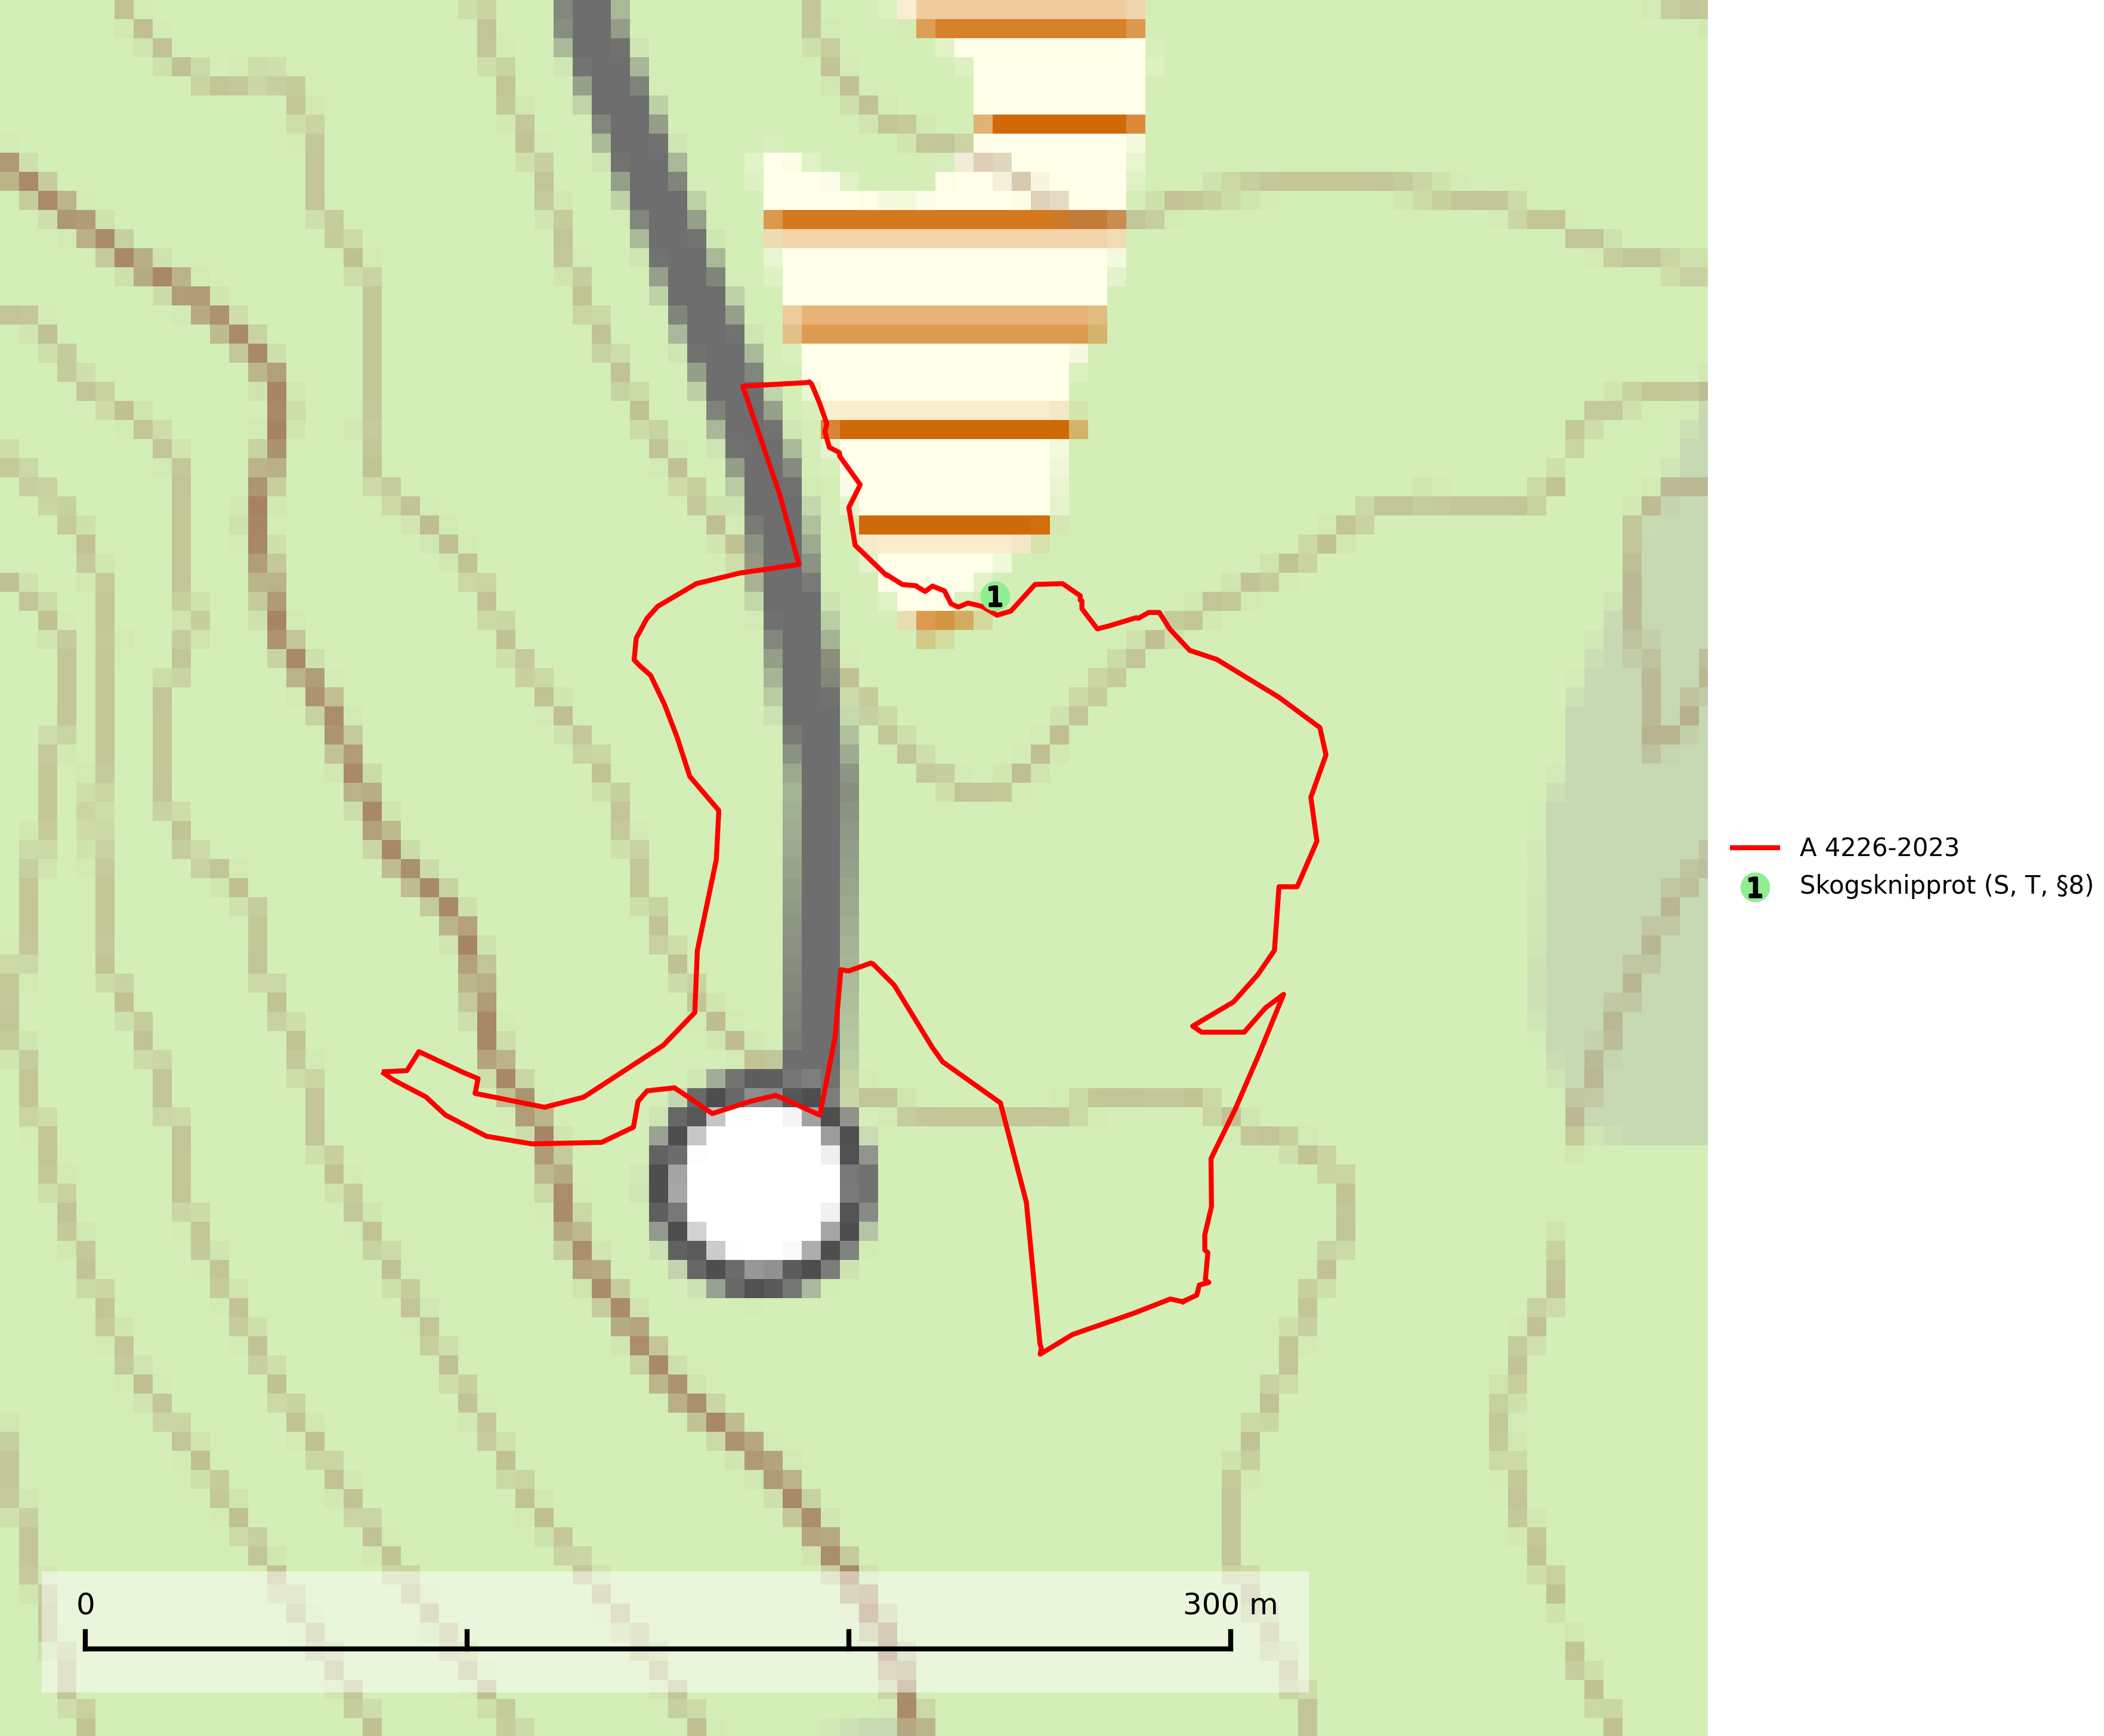 1
A 4226-2023
1 Skogsknipprot (S, T, §8)
0 300 m